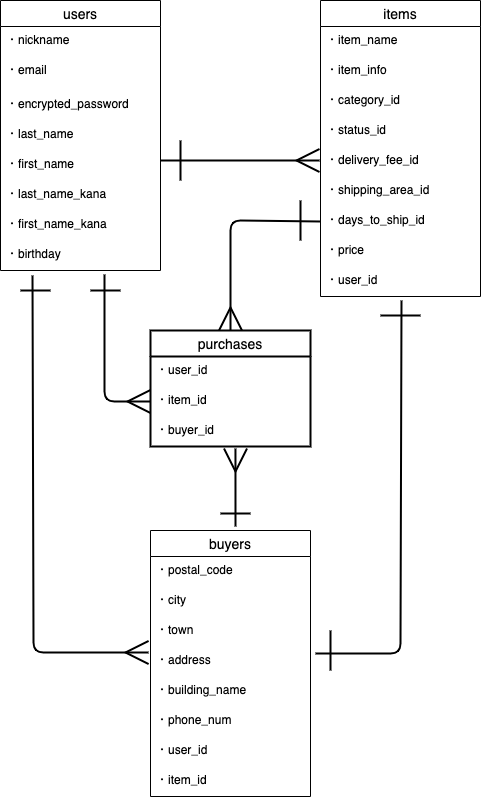 users
・nickname
・email
・encrypted_password
・last_name
・first_name
・last_name_kana
・first_name_kana
・birthday
items
・item_name
・item_info
・category_id
・status_id
・delivery_fee_id
・shipping_area_id
・days_to_ship_id
・price
・user_id
purchases
・user_id
・item_id
・buyer_id
buyers
・postal_code
・city
・town
・address
・building_name
・phone_num
・user_id
・item_id